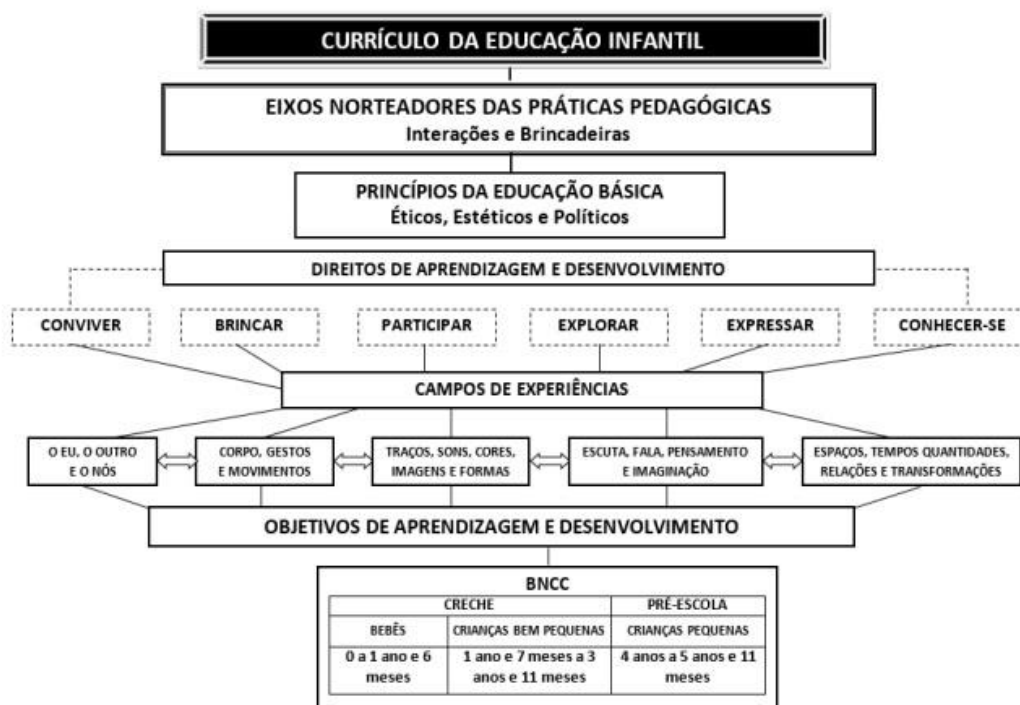 CURRÍCULO DA EDUCAÇÃO INFANTIL
EIXOS NORTEADORES DAS PRÁTICAS PEDAGÓGICAS
Interações e Brincadeiras
PRINCÍPIOS DA EDUCAÇÃO BÁSICA
Éticos, Estéticos e Políticos
DIREITOS DE APRENDIZAGEM E DESENVOLVIMENTO
CONVIVER
BRINCAR
PARTICIPAR
EXPLORAR
EXPRESSAR
CONHECER-SE
CAMPOS DE EXPERIÊNCIAS
O EU, O OUTRO
E O NÓS
CORPO, GESTOS
E MOVIMENTOS
TRAÇOS, SONS, CORES,
IMAGENS E FORMAS
ESCUTA, FALA, PENSAMENTO
E IMAGINAÇÃO
ESPAÇOS, TEMPOS QUANTIDADES,
RELAÇÕES E TRANSFORMAÇÕES
OBJETIVOS DE APRENDIZAGEM E DESENVOLVIMENTO
BNCC
CRECHE
PRÉ-ESCOLA
BEBÊS
CRIANÇAS BEM PEQUENAS
CRIANÇAS PEQUENAS
0 a 1 ano e 6
meses
1 ano e 7 meses a 3
anos e 11 meses
4 anos a 5 anos e 11
meses